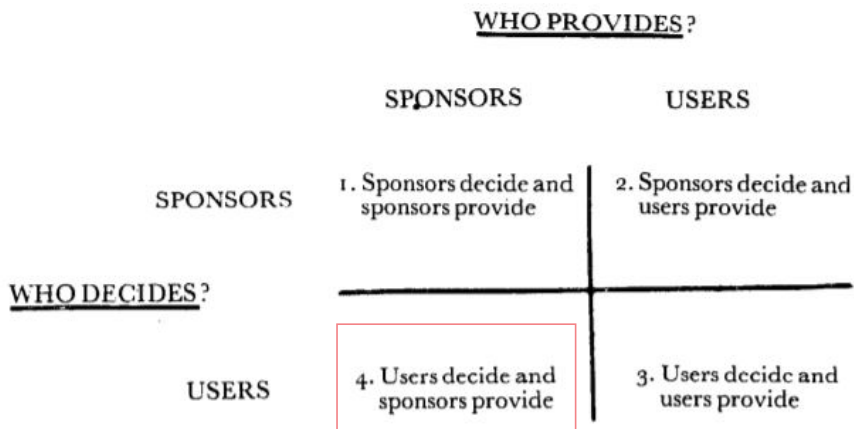 WHO PROVIDES?
SPONSORS USERS
SPONSORS 1. Sponsors decide and 2. Sponsors decide and
sponsors provide users provide
WHO DECIDES?
USERS 4. Users decide and 3. Users decide and
sponsors provide users provide